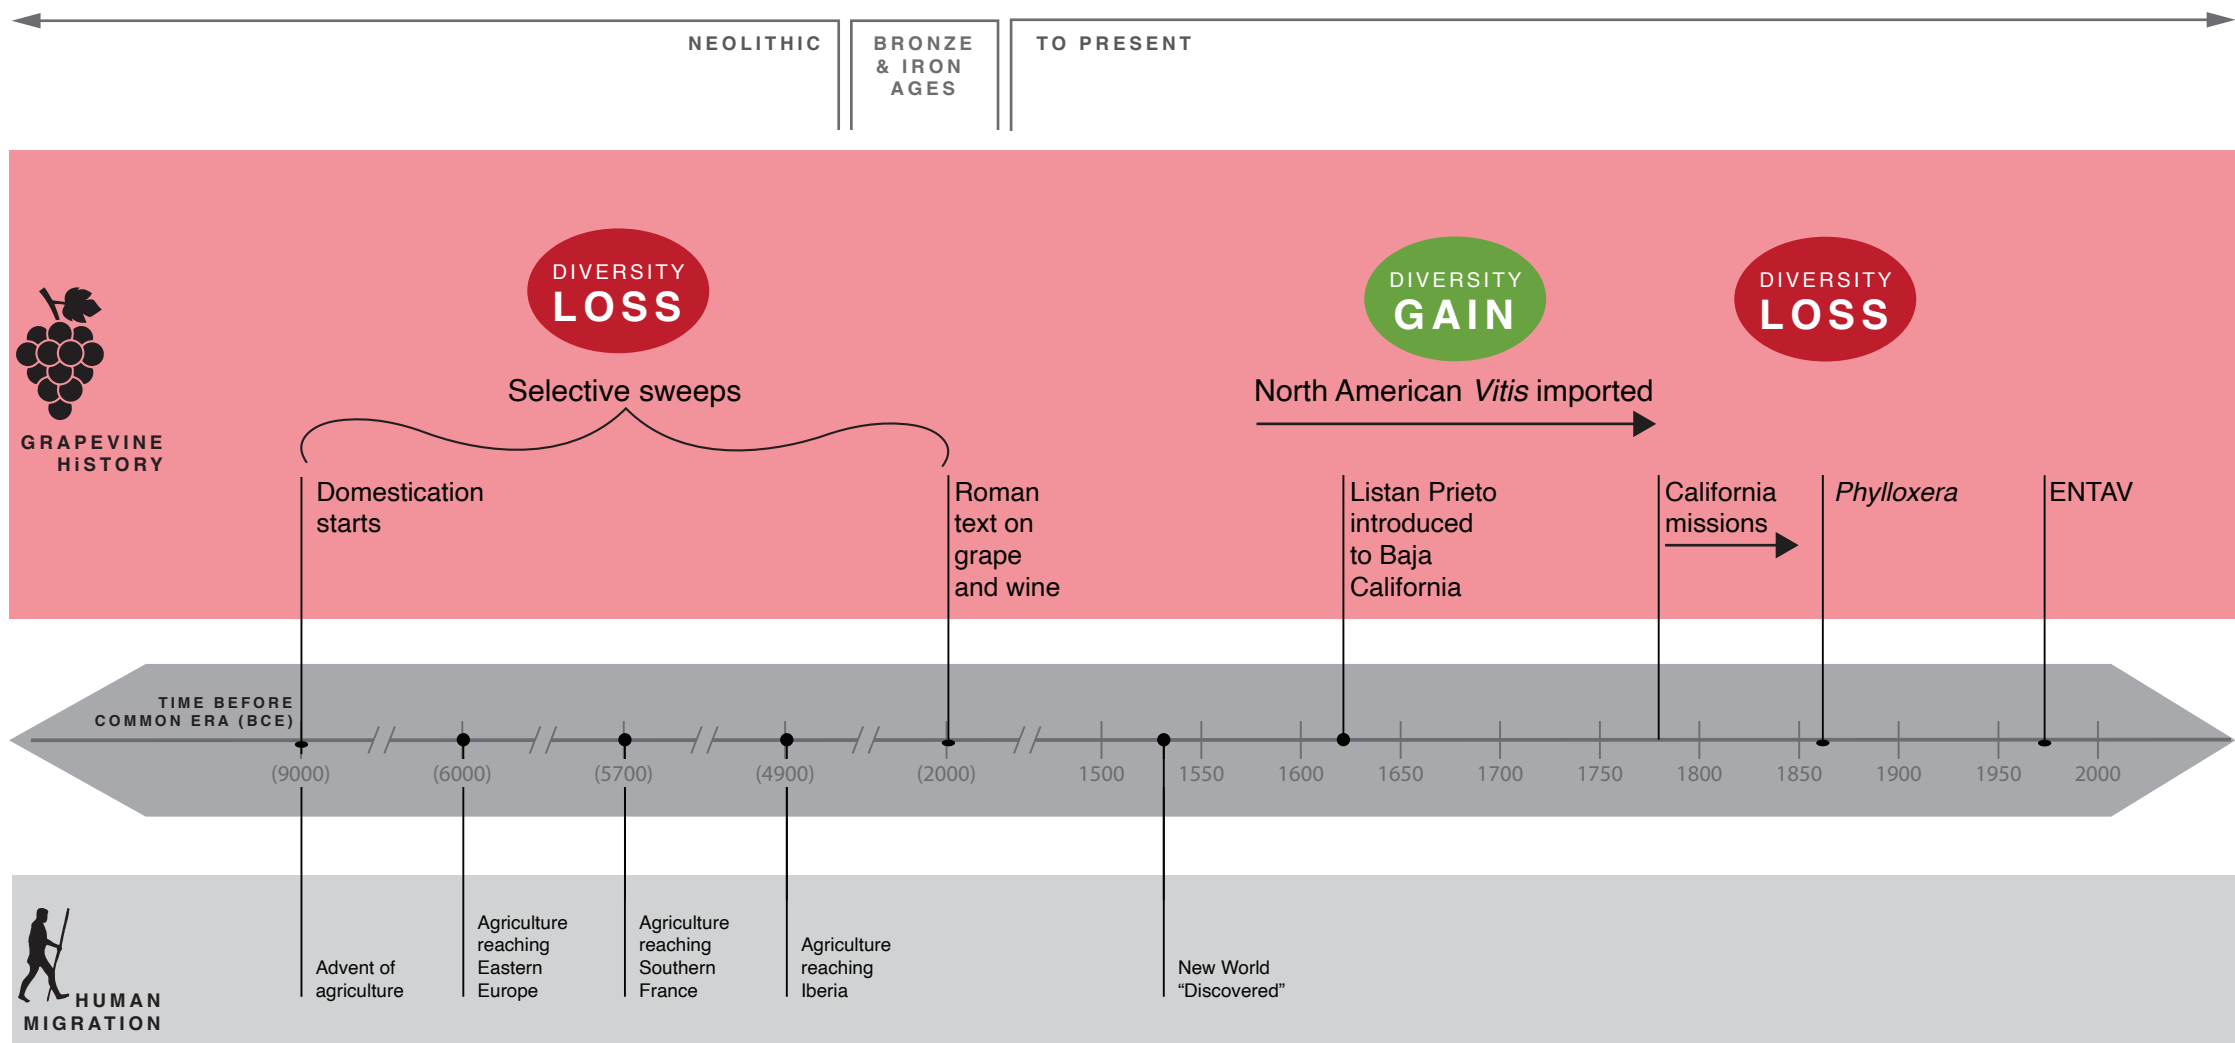 NEOLITHIC
BRONZE
& IRON
AGES
TO PRESENT
DIVERSITY
LOSS
DIVERSITY
GAIN
DIVERSITY
LOSS
Selective sweeps
North American Vitis imported
GRAPEVINE
HiSTORY
Domestication
starts
Roman
text on
grape
and wine
Listan Prieto
introduced
to Baja
California
California
missions
Phylloxera
ENTAV
TIME BEFORE
COMMON ERA (BCE)
(9000)
(6000)
(5700)
(4900)
(2000)
1500
1550
1600
1650
1700
1750
1800
1850
1900
1950
2000
HUMAN
MIGRATION
Advent of
agriculture
Agriculture
reaching
Eastern
Europe
Agriculture
reaching
Southern
France
Agriculture
reaching
Iberia
New World
“Discovered”